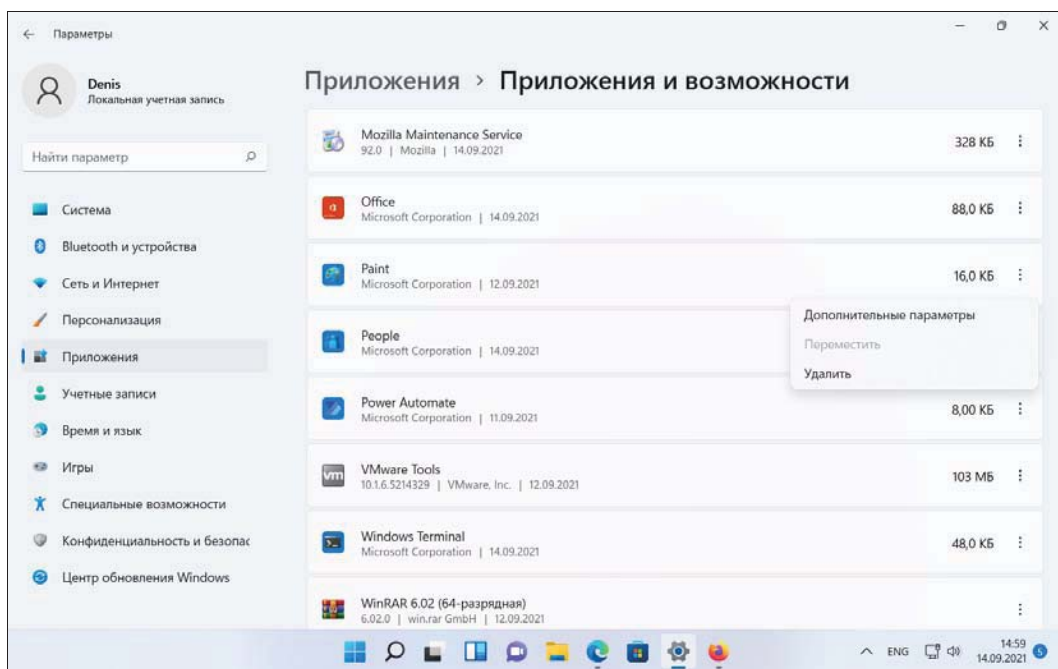 Параметры
Denis
Локальная учетная запись
Найти параметр
Система
Bluetooth и устройства
Сеть и Интернет
Персонализация
Приложения
Учетные записи
Время и язык
Игры
Специальные возможности
Конфиденциальность и безопас
Центр обновления Windows
Приложения > Приложения и возможности
Mozilla Maintenance Service
92.0 | Mozilla | 14.09.2021
328 КБ
Office
Microsoft Corporation | 14.09.2021
88,0 КБ
Paint
Microsoft Corporation | 12.09.2021
16,0 КБ
Дополнительные параметры
Переместить
Удалить
People
Microsoft Corporation | 14.09.2021
Power Automate
Microsoft Corporation | 11.09.2021
8,00 КБ
vm
VMware Tools
10.1.6.5214329 | VMware, Inc. | 12.09.2021
103 МБ
Windows Terminal
Microsoft Corporation | 14.09.2021
48,0 КБ
WinRAR 6.02 (64-разрядная)
6.02.0 | win.rar GmbH | 12.09.2021
ENG
14:59
14.09.2021
5